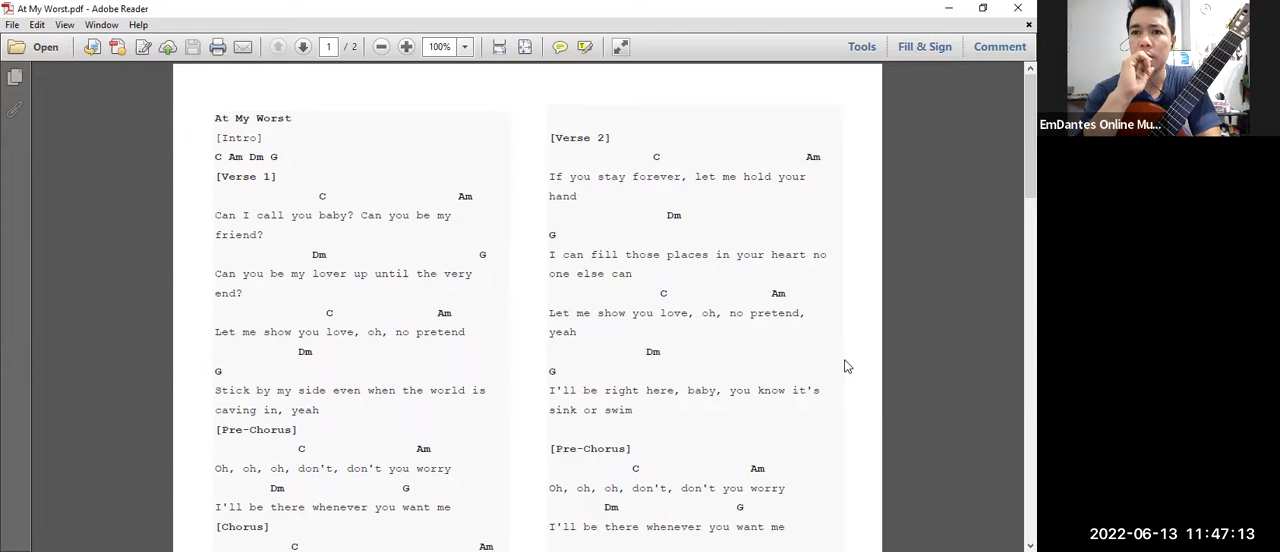 At My Worst.pdf - Adobe Reader
File Edit View Window Help
Open
1 / 2
100%
Tools Fill & Sign Comment
At My Worst
[Intro]
C Am Dm G
[Verse 1]
C Am
Can I call you baby? Can you be my
friend?
Dm G
Can you be my lover up until the very
end?
C Am
Let me show you love, oh, no pretend
Dm
G
Stick by my side even when the world is
caving in, yeah
[Pre-Chorus]
C Am
Oh, oh, oh, don't, don't you worry
Dm G
I'll be there whenever you want me
[Chorus]
C Am
[Verse 2]
C Am
If you stay forever, let me hold your
hand
Dm
G
I can fill those places in your heart no
one else can
C Am
Let me show you love, oh, no pretend,
yeah
Dm
G
I'll be right here, baby, you know it's
sink or swim
[Pre-Chorus]
C Am
Oh, oh, oh, don't, don't you worry
Dm G
I'll be there whenever you want me
EmDantes Online Mu...
2022-06-13 11:47:13